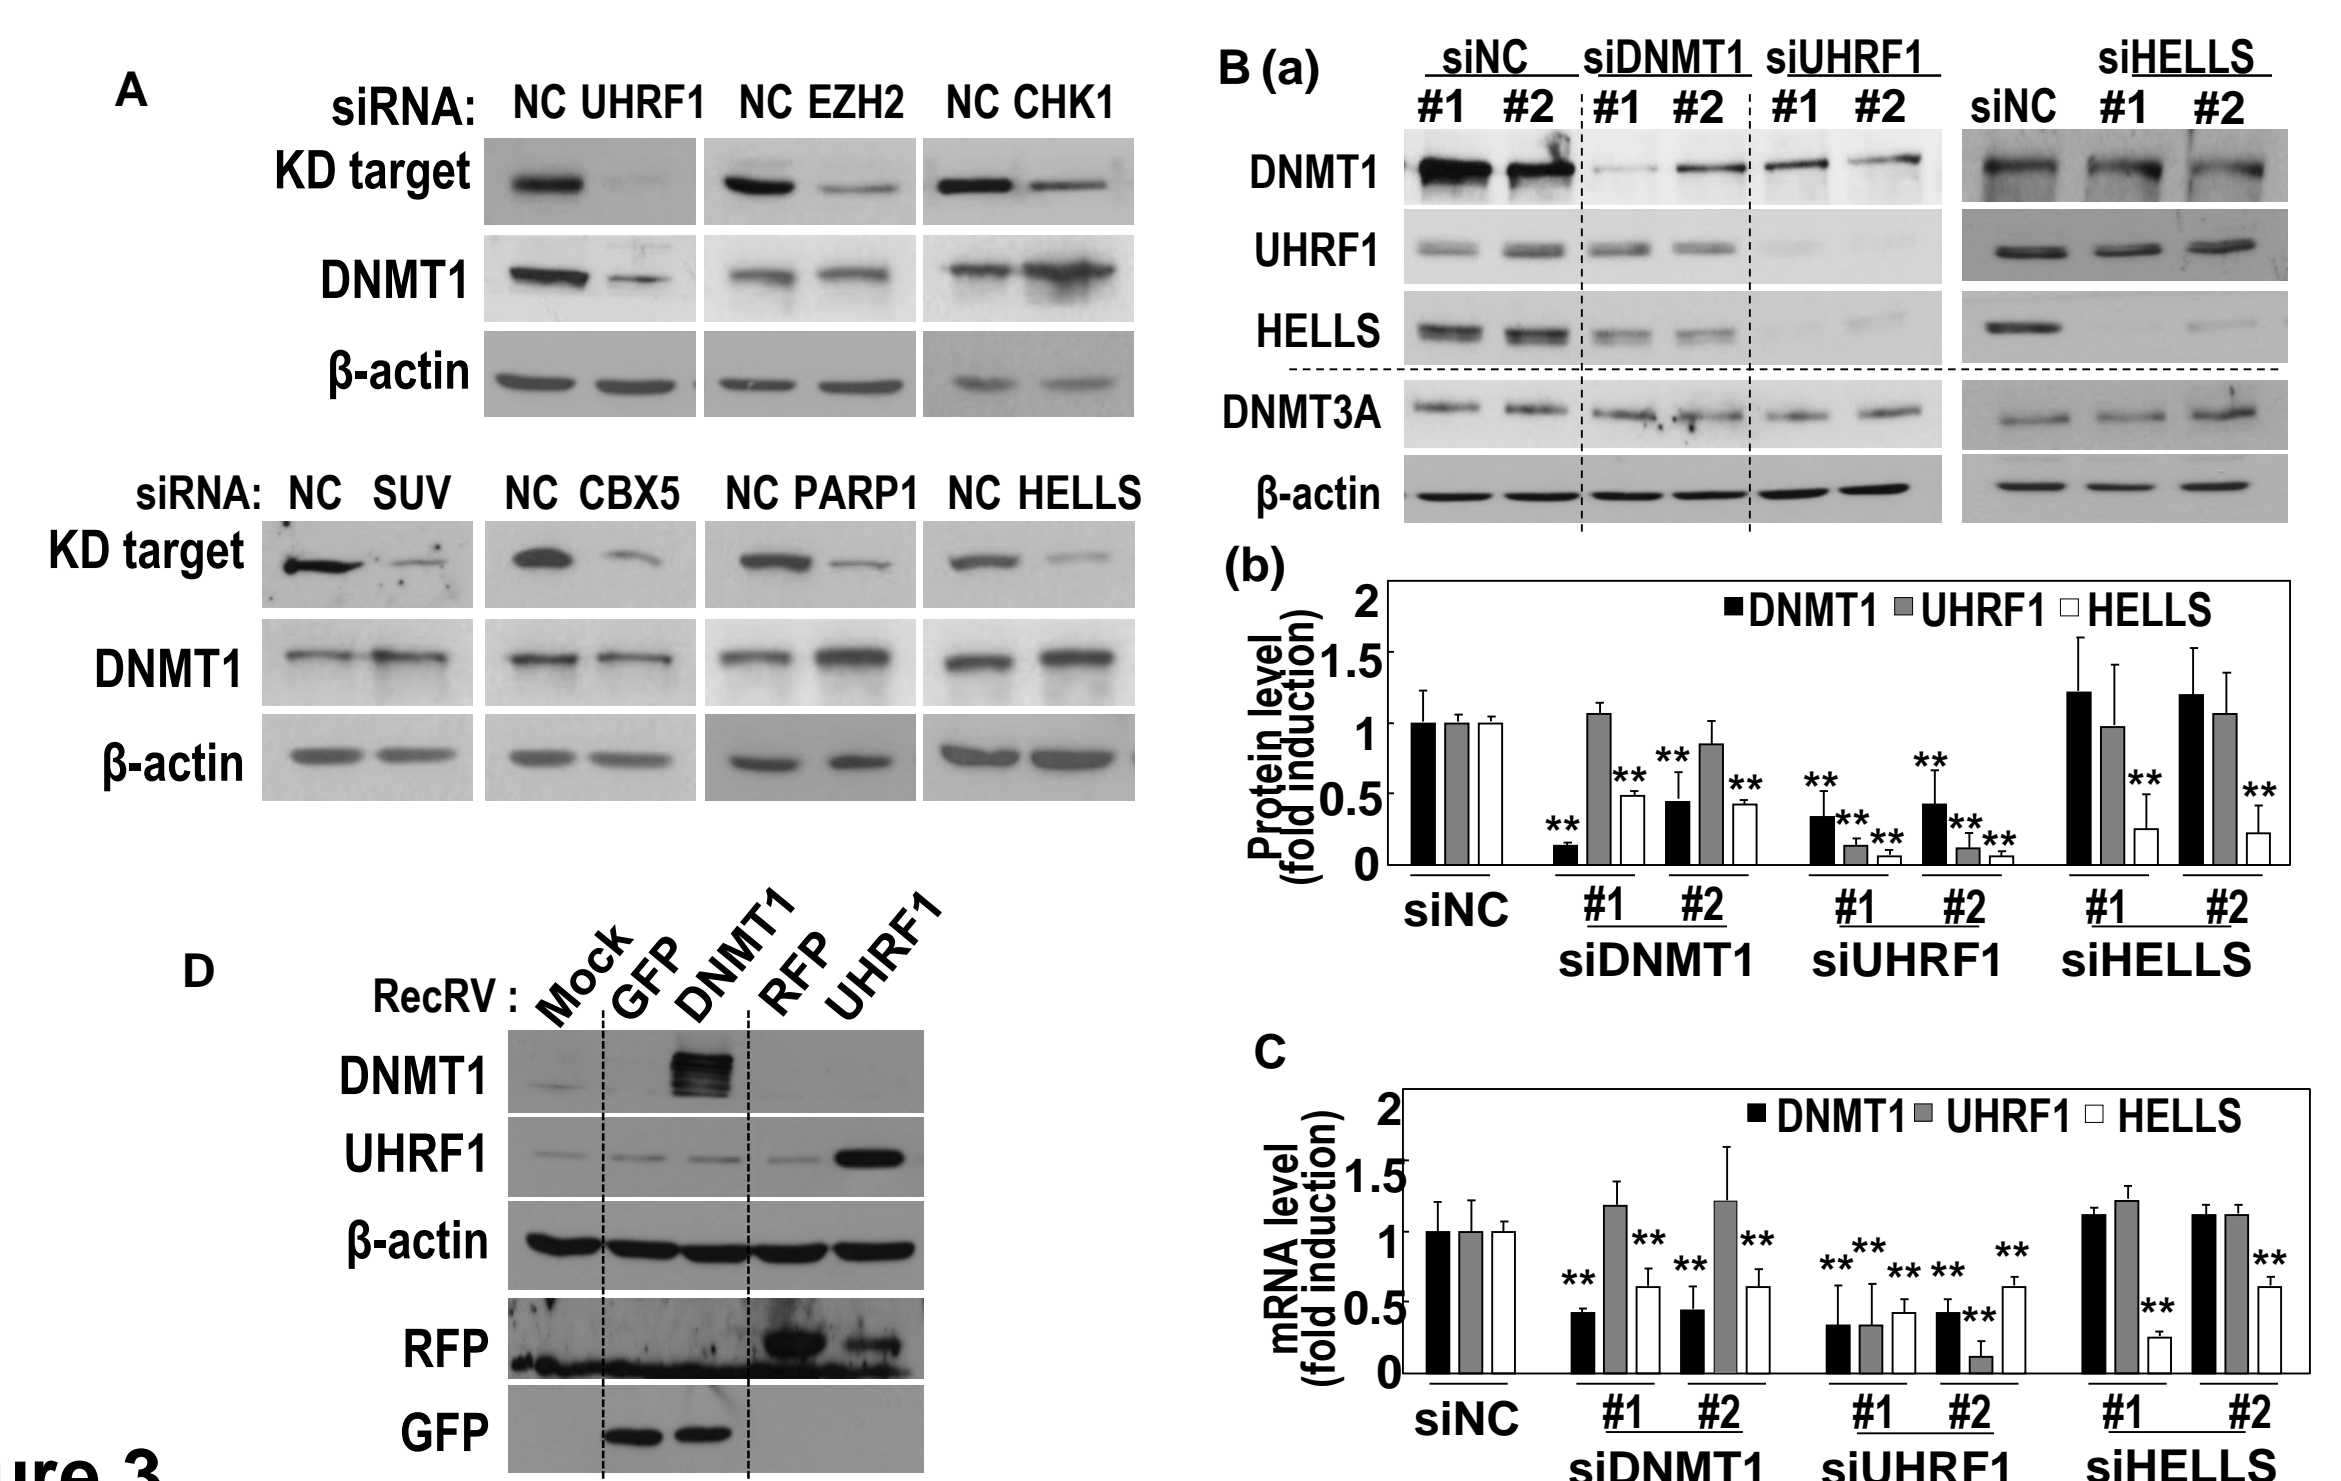 A
siRNA: NC UHRF1 NC EZH2 NC CHK1
KD target
DNMT1
β-actin
siRNA: NC SUV NC CBX5 NC PARP1 NC HELLS
KD target
DNMT1
β-actin
B (a)
siNC siDNMT1 siUHRF1 siHELLS
#1 #2 #1 #2 #1 #2 siNC #1 #2
DNMT1
UHRF1
HELLS
DNMT3A
β-actin
(b)
Protein level
(fold induction)
2
1.5
1
0.5
0
DNMT1 UHRF1 HELLS
** ** ** ** ** ** ** ** ** ** ** **
siNC #1 #2 #1 #2 #1 #2
siDNMT1 siUHRF1 siHELLS
C
mRNA level
(fold induction)
2
1.5
1
0.5
0
DNMT1 UHRF1 HELLS
** ** ** ** ** ** ** ** ** ** ** **
siNC #1 #2 #1 #2 #1 #2
siDNMT1 siUHRF1 siHELLS
D
RecRV : Mock GFP DNMT1 RFP UHRF1
DNMT1
UHRF1
β-actin
RFP
GFP
ure 3